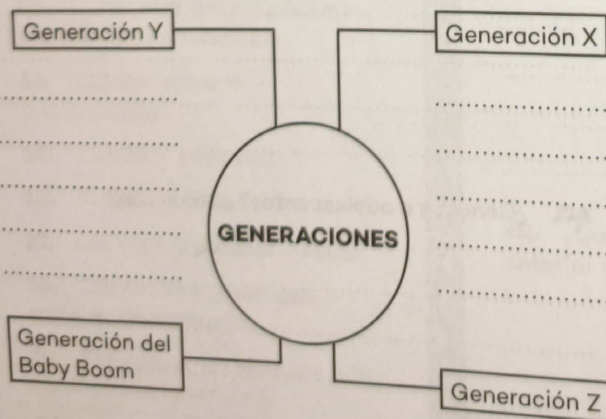 Generación Y
Generación X
GENERACIONES
Generación del
Baby Boom
Generación Z